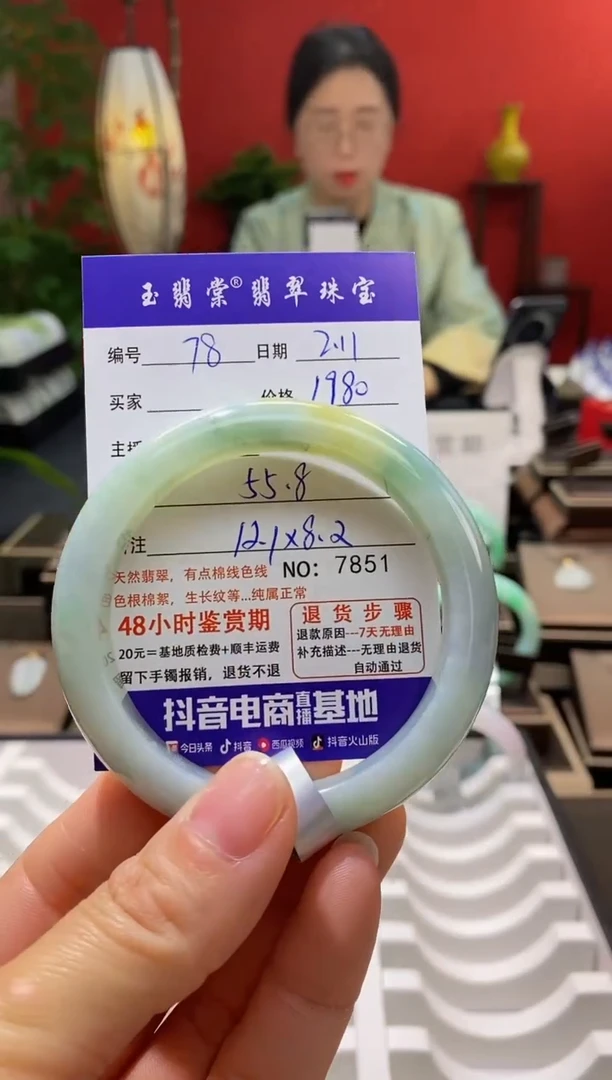 玉翡棠®翡翠珠宝
编号 78 日期 2.11
买家 价格 1980
主播
55.8
注 12.1x8.2
天然翡翠,有点棉线色线 NO: 7851
色根棉絮,生长纹等...纯属正常
48小时鉴赏期
20元=基地质检费+顺丰运费
留下手镯报销,退货不退
退货步骤
退款原因---7天无理由
补充描述---无理由退货
自动通过
抖音电商直播基地
今日头条 抖音 西瓜视频 抖音火山版